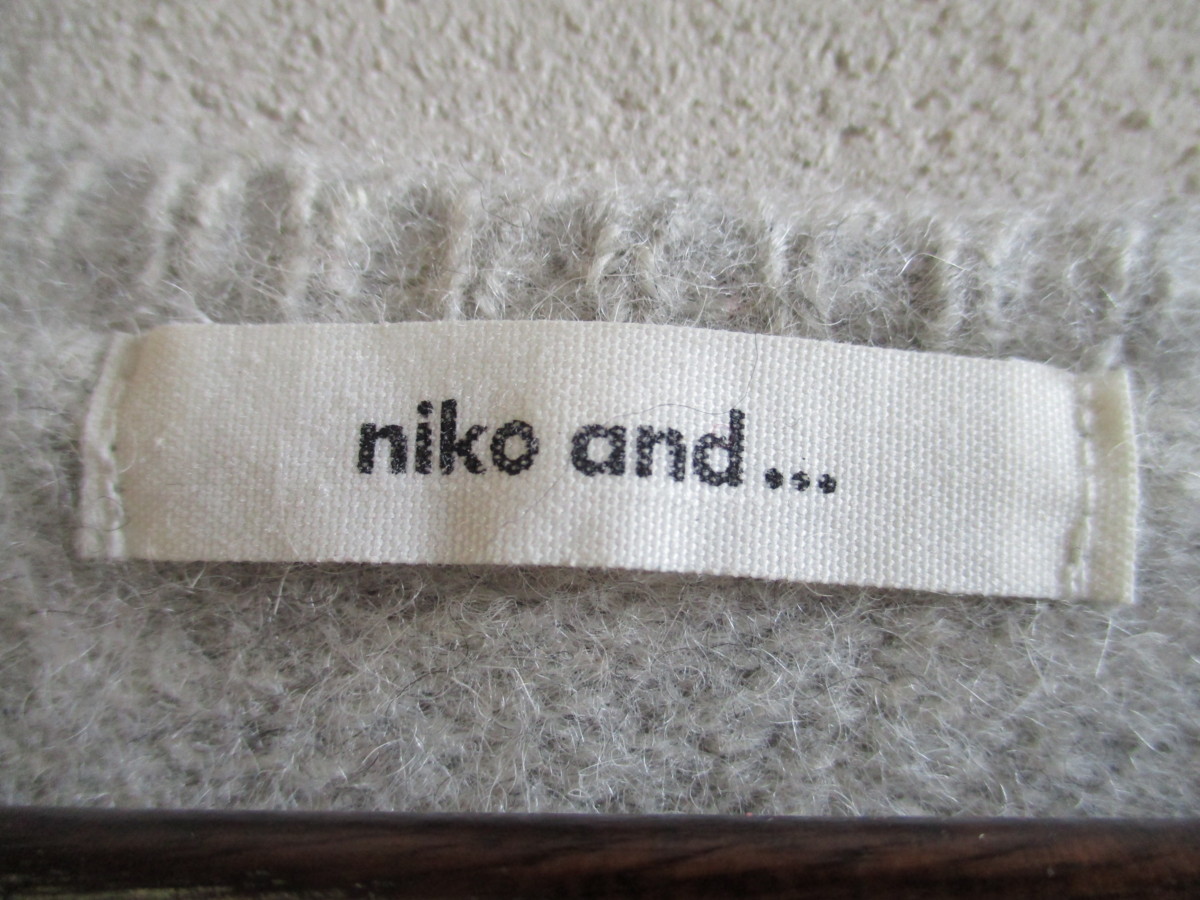 niko and ...